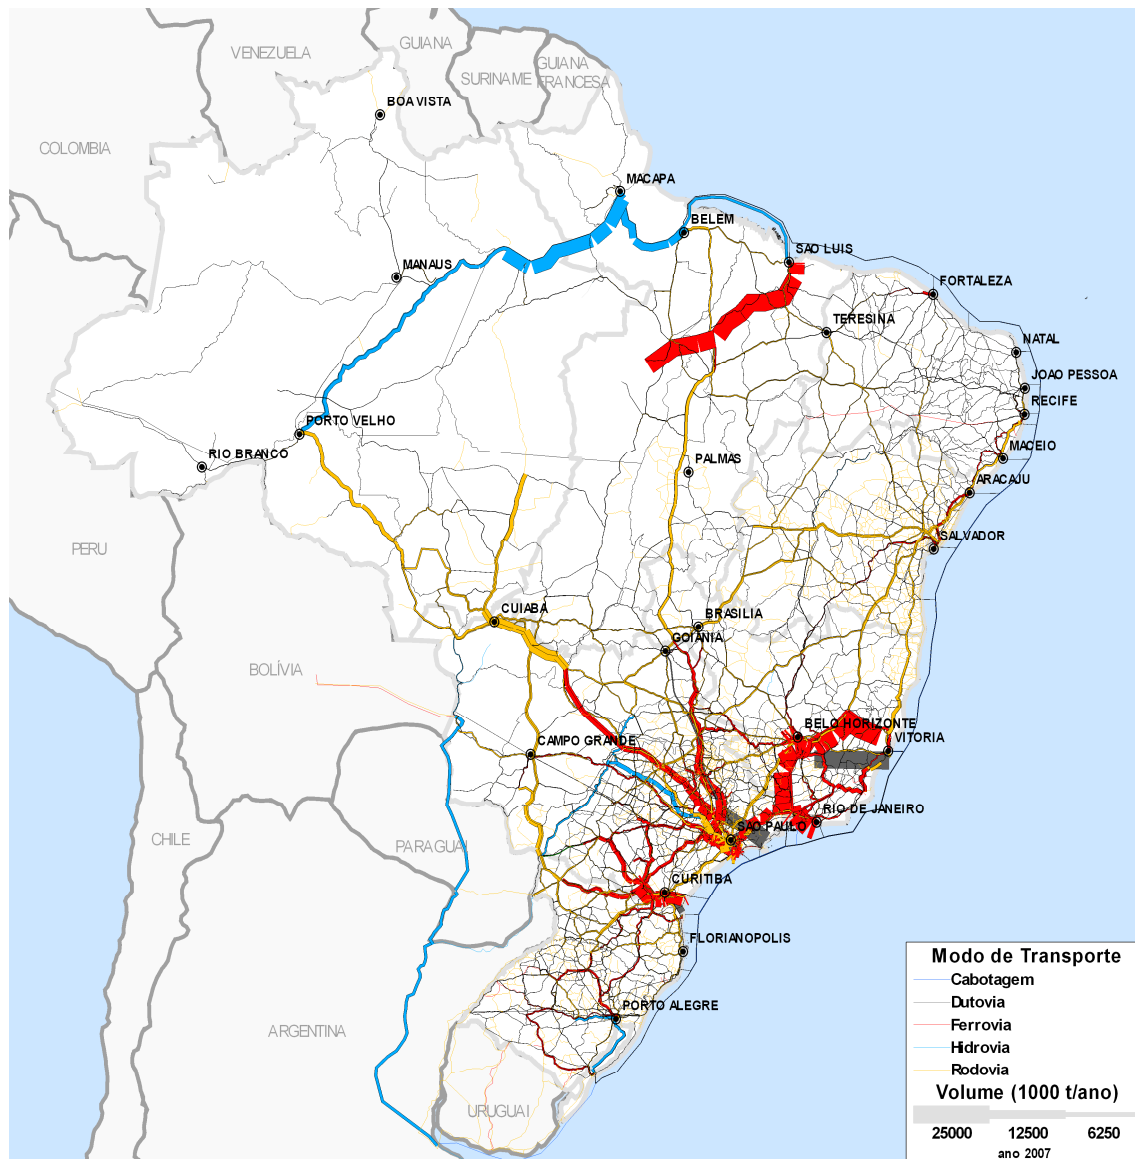 GUIANA
VENEZUELA
SURINAME
GUIANA
FRANCESA
BOA VISTA
COLOMBIA
MACAPA
BELEM
SAO LUIS
MANAUS
FORTALEZA
TERESINA
NATAL
JOAO PESSOA
RECIFE
PORTO VELHO
RIO BRANCO
PALMAS
MACEIO
ARACAJU
SALVADOR
PERU
CUIABA
BRASILIA
GOIANIA
BOLÍVIA
BELO HORIZONTE
VITORIA
CAMPO GRANDE
RIO DE JANEIRO
SAO PAULO
CHILE
PARAGUAI
CURITIBA
FLORIANOPOLIS
PORTO ALEGRE
ARGENTINA
URUGUAI
Modo de Transporte
Cabotagem
Dutovia
Ferrovia
Hidrovia
Rodovia
Volume (1000 t/ano)
25000 12500 6250
ano 2007